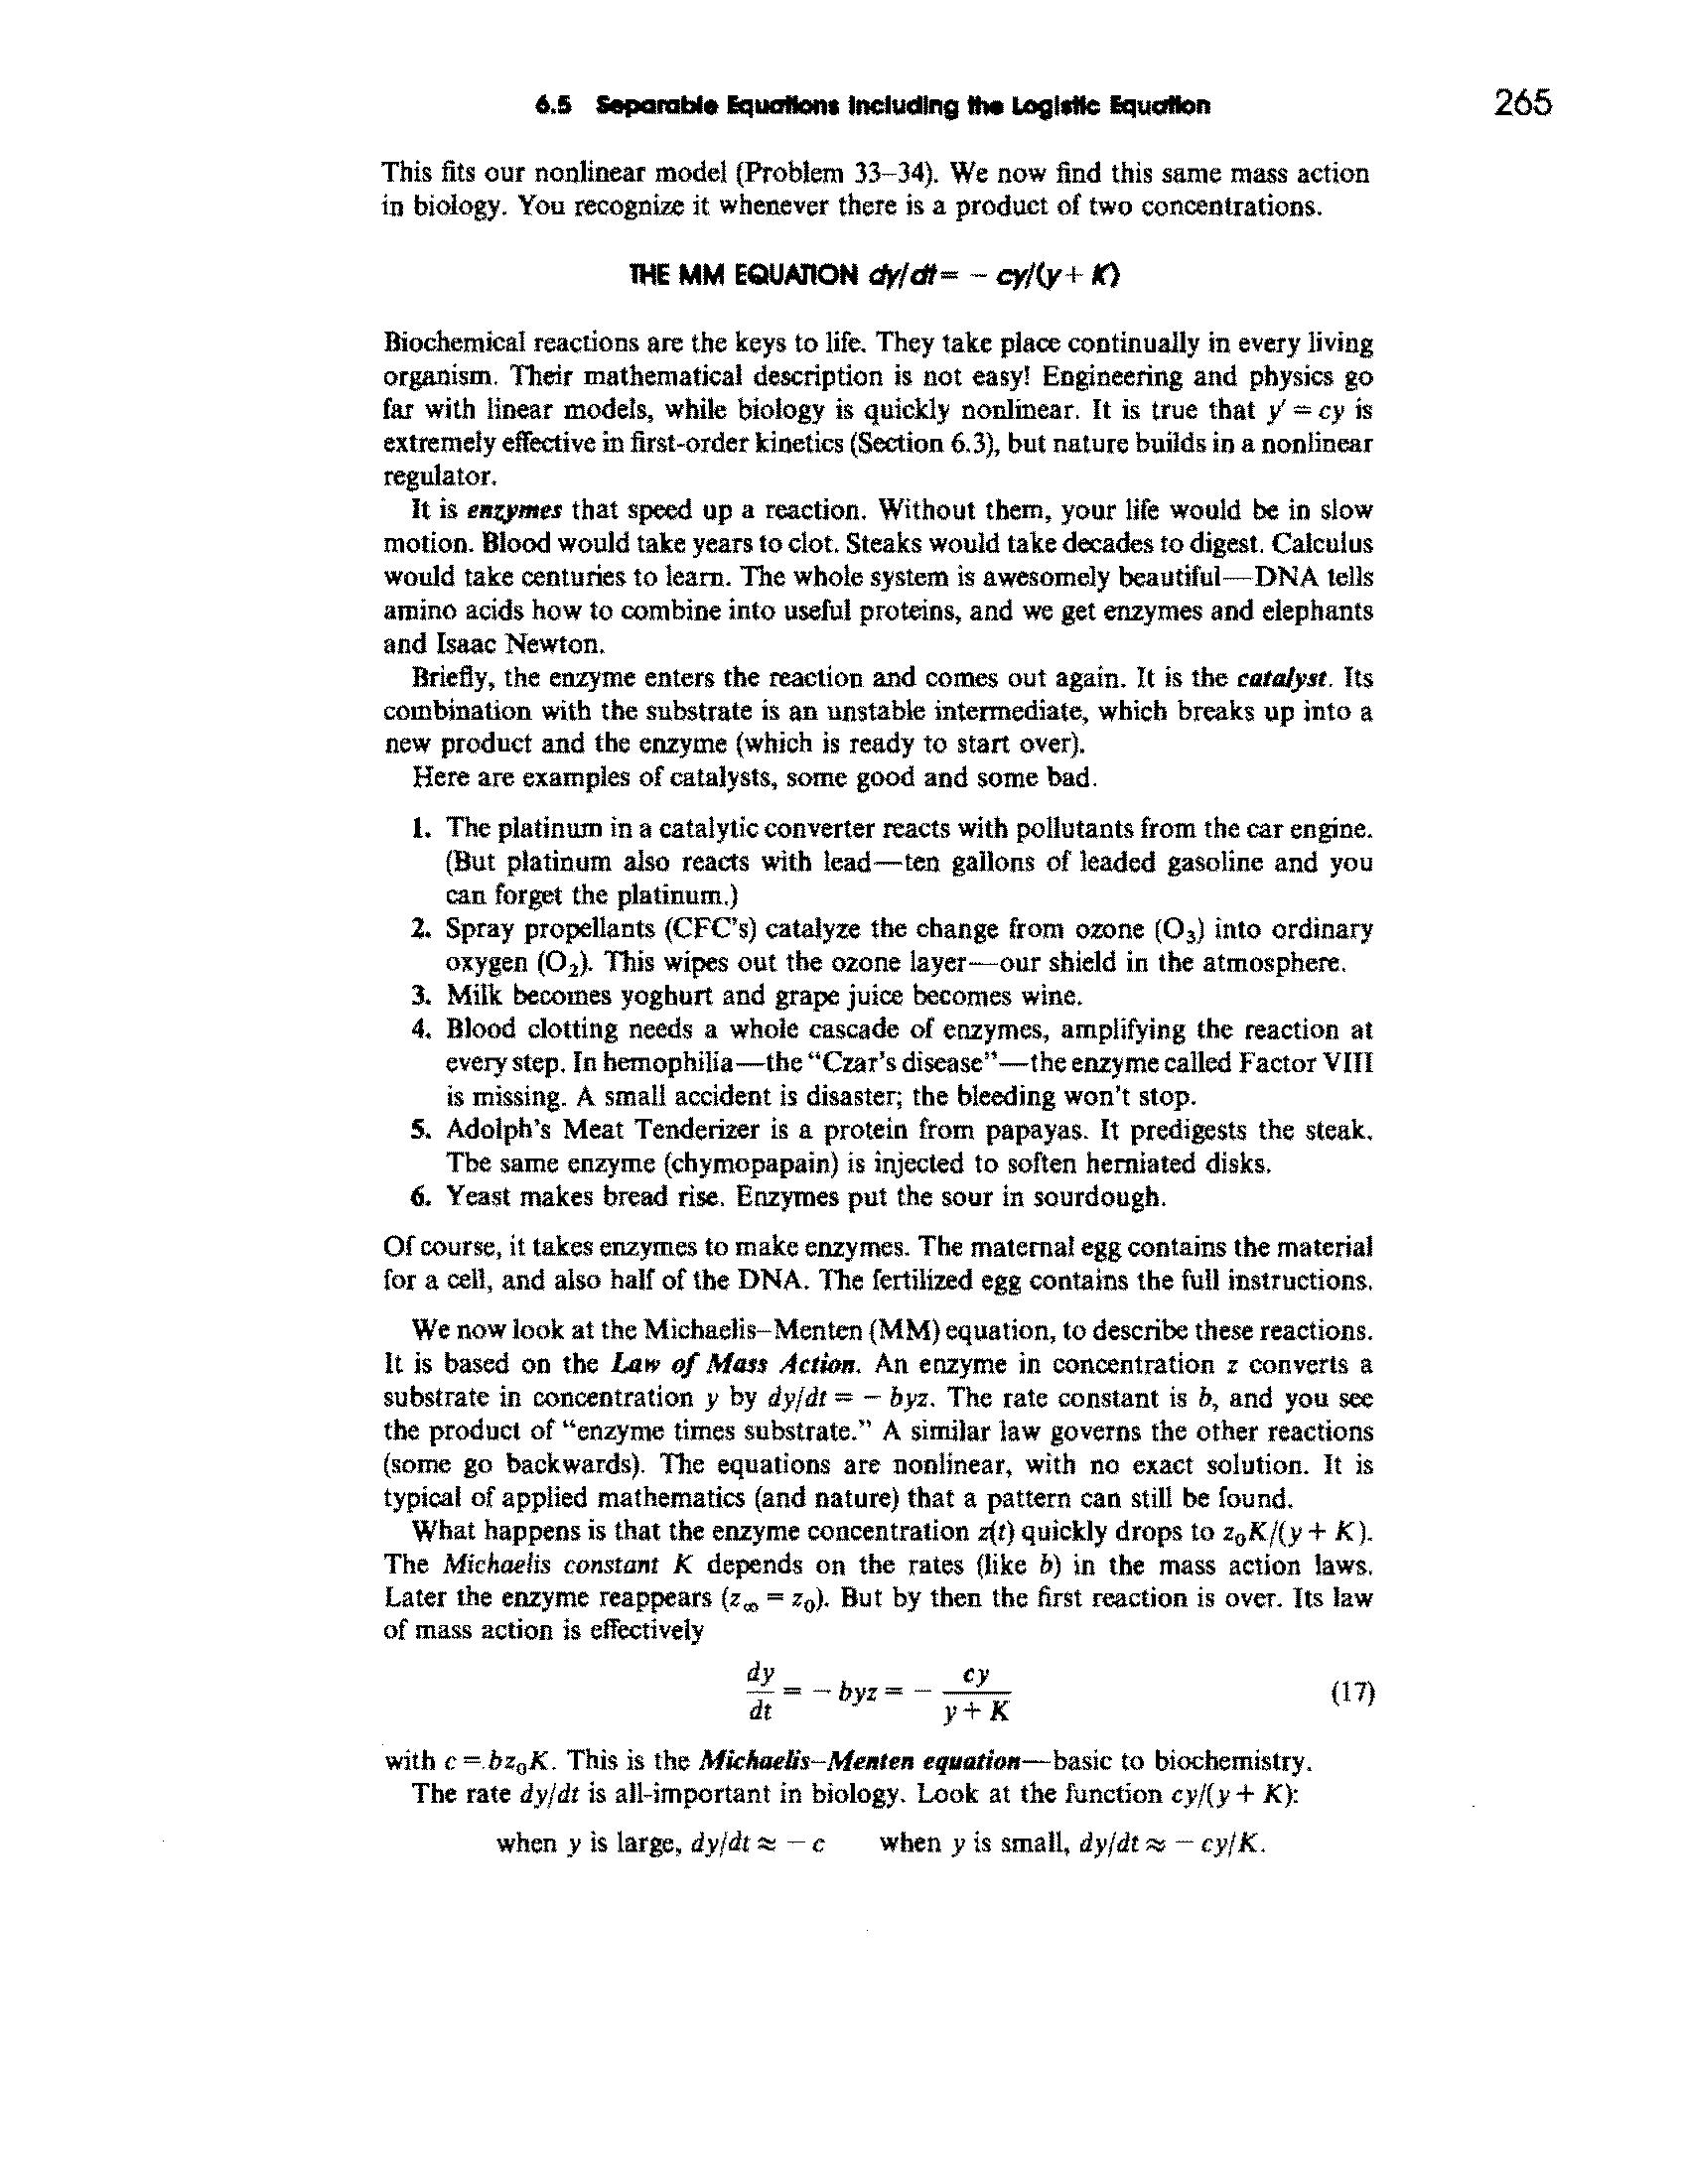 6.5 Separable Equations Including the Logistic Equation 265
This fits our nonlinear model (Problem 33–34). We now find this same mass action
in biology. You recognize it whenever there is a product of two concentrations.
THE MM EQUATION dy/dt = − cy/(y + K)
Biochemical reactions are the keys to life. They take place continually in every living
organism. Their mathematical description is not easy! Engineering and physics go
far with linear models, while biology is quickly nonlinear. It is true that y′ = cy is
extremely effective in first-order kinetics (Section 6.3), but nature builds in a nonlinear
regulator.
It is enzymes that speed up a reaction. Without them, your life would be in slow
motion. Blood would take years to clot. Steaks would take decades to digest. Calculus
would take centuries to learn. The whole system is awesomely beautiful—DNA tells
amino acids how to combine into useful proteins, and we get enzymes and elephants
and Isaac Newton.
Briefly, the enzyme enters the reaction and comes out again. It is the catalyst. Its
combination with the substrate is an unstable intermediate, which breaks up into a
new product and the enzyme (which is ready to start over).
Here are examples of catalysts, some good and some bad.
1. The platinum in a catalytic converter reacts with pollutants from the car engine.
(But platinum also reacts with lead—ten gallons of leaded gasoline and you
can forget the platinum.)
2. Spray propellants (CFC's) catalyze the change from ozone (O₃) into ordinary
oxygen (O₂). This wipes out the ozone layer—our shield in the atmosphere.
3. Milk becomes yoghurt and grape juice becomes wine.
4. Blood clotting needs a whole cascade of enzymes, amplifying the reaction at
every step. In hemophilia—the "Czar's disease"—the enzyme called Factor VIII
is missing. A small accident is disaster; the bleeding won't stop.
5. Adolph's Meat Tenderizer is a protein from papayas. It predigests the steak.
The same enzyme (chymopapain) is injected to soften herniated disks.
6. Yeast makes bread rise. Enzymes put the sour in sourdough.
Of course, it takes enzymes to make enzymes. The maternal egg contains the material
for a cell, and also half of the DNA. The fertilized egg contains the full instructions.
We now look at the Michaelis–Menten (MM) equation, to describe these reactions.
It is based on the Law of Mass Action. An enzyme in concentration z converts a
substrate in concentration y by dy/dt = − byz. The rate constant is b, and you see
the product of "enzyme times substrate." A similar law governs the other reactions
(some go backwards). The equations are nonlinear, with no exact solution. It is
typical of applied mathematics (and nature) that a pattern can still be found.
What happens is that the enzyme concentration z(t) quickly drops to z₀K/(y + K).
The Michaelis constant K depends on the rates (like b) in the mass action laws.
Later the enzyme reappears (z∞ = z₀). But by then the first reaction is over. Its law
of mass action is effectively
dy/dt = − byz = − cy/(y + K) (17)
with c = bz₀K. This is the Michaelis–Menten equation—basic to biochemistry.
The rate dy/dt is all-important in biology. Look at the function cy/(y + K):
when y is large, dy/dt ≈ − c when y is small, dy/dt ≈ − cy/K.